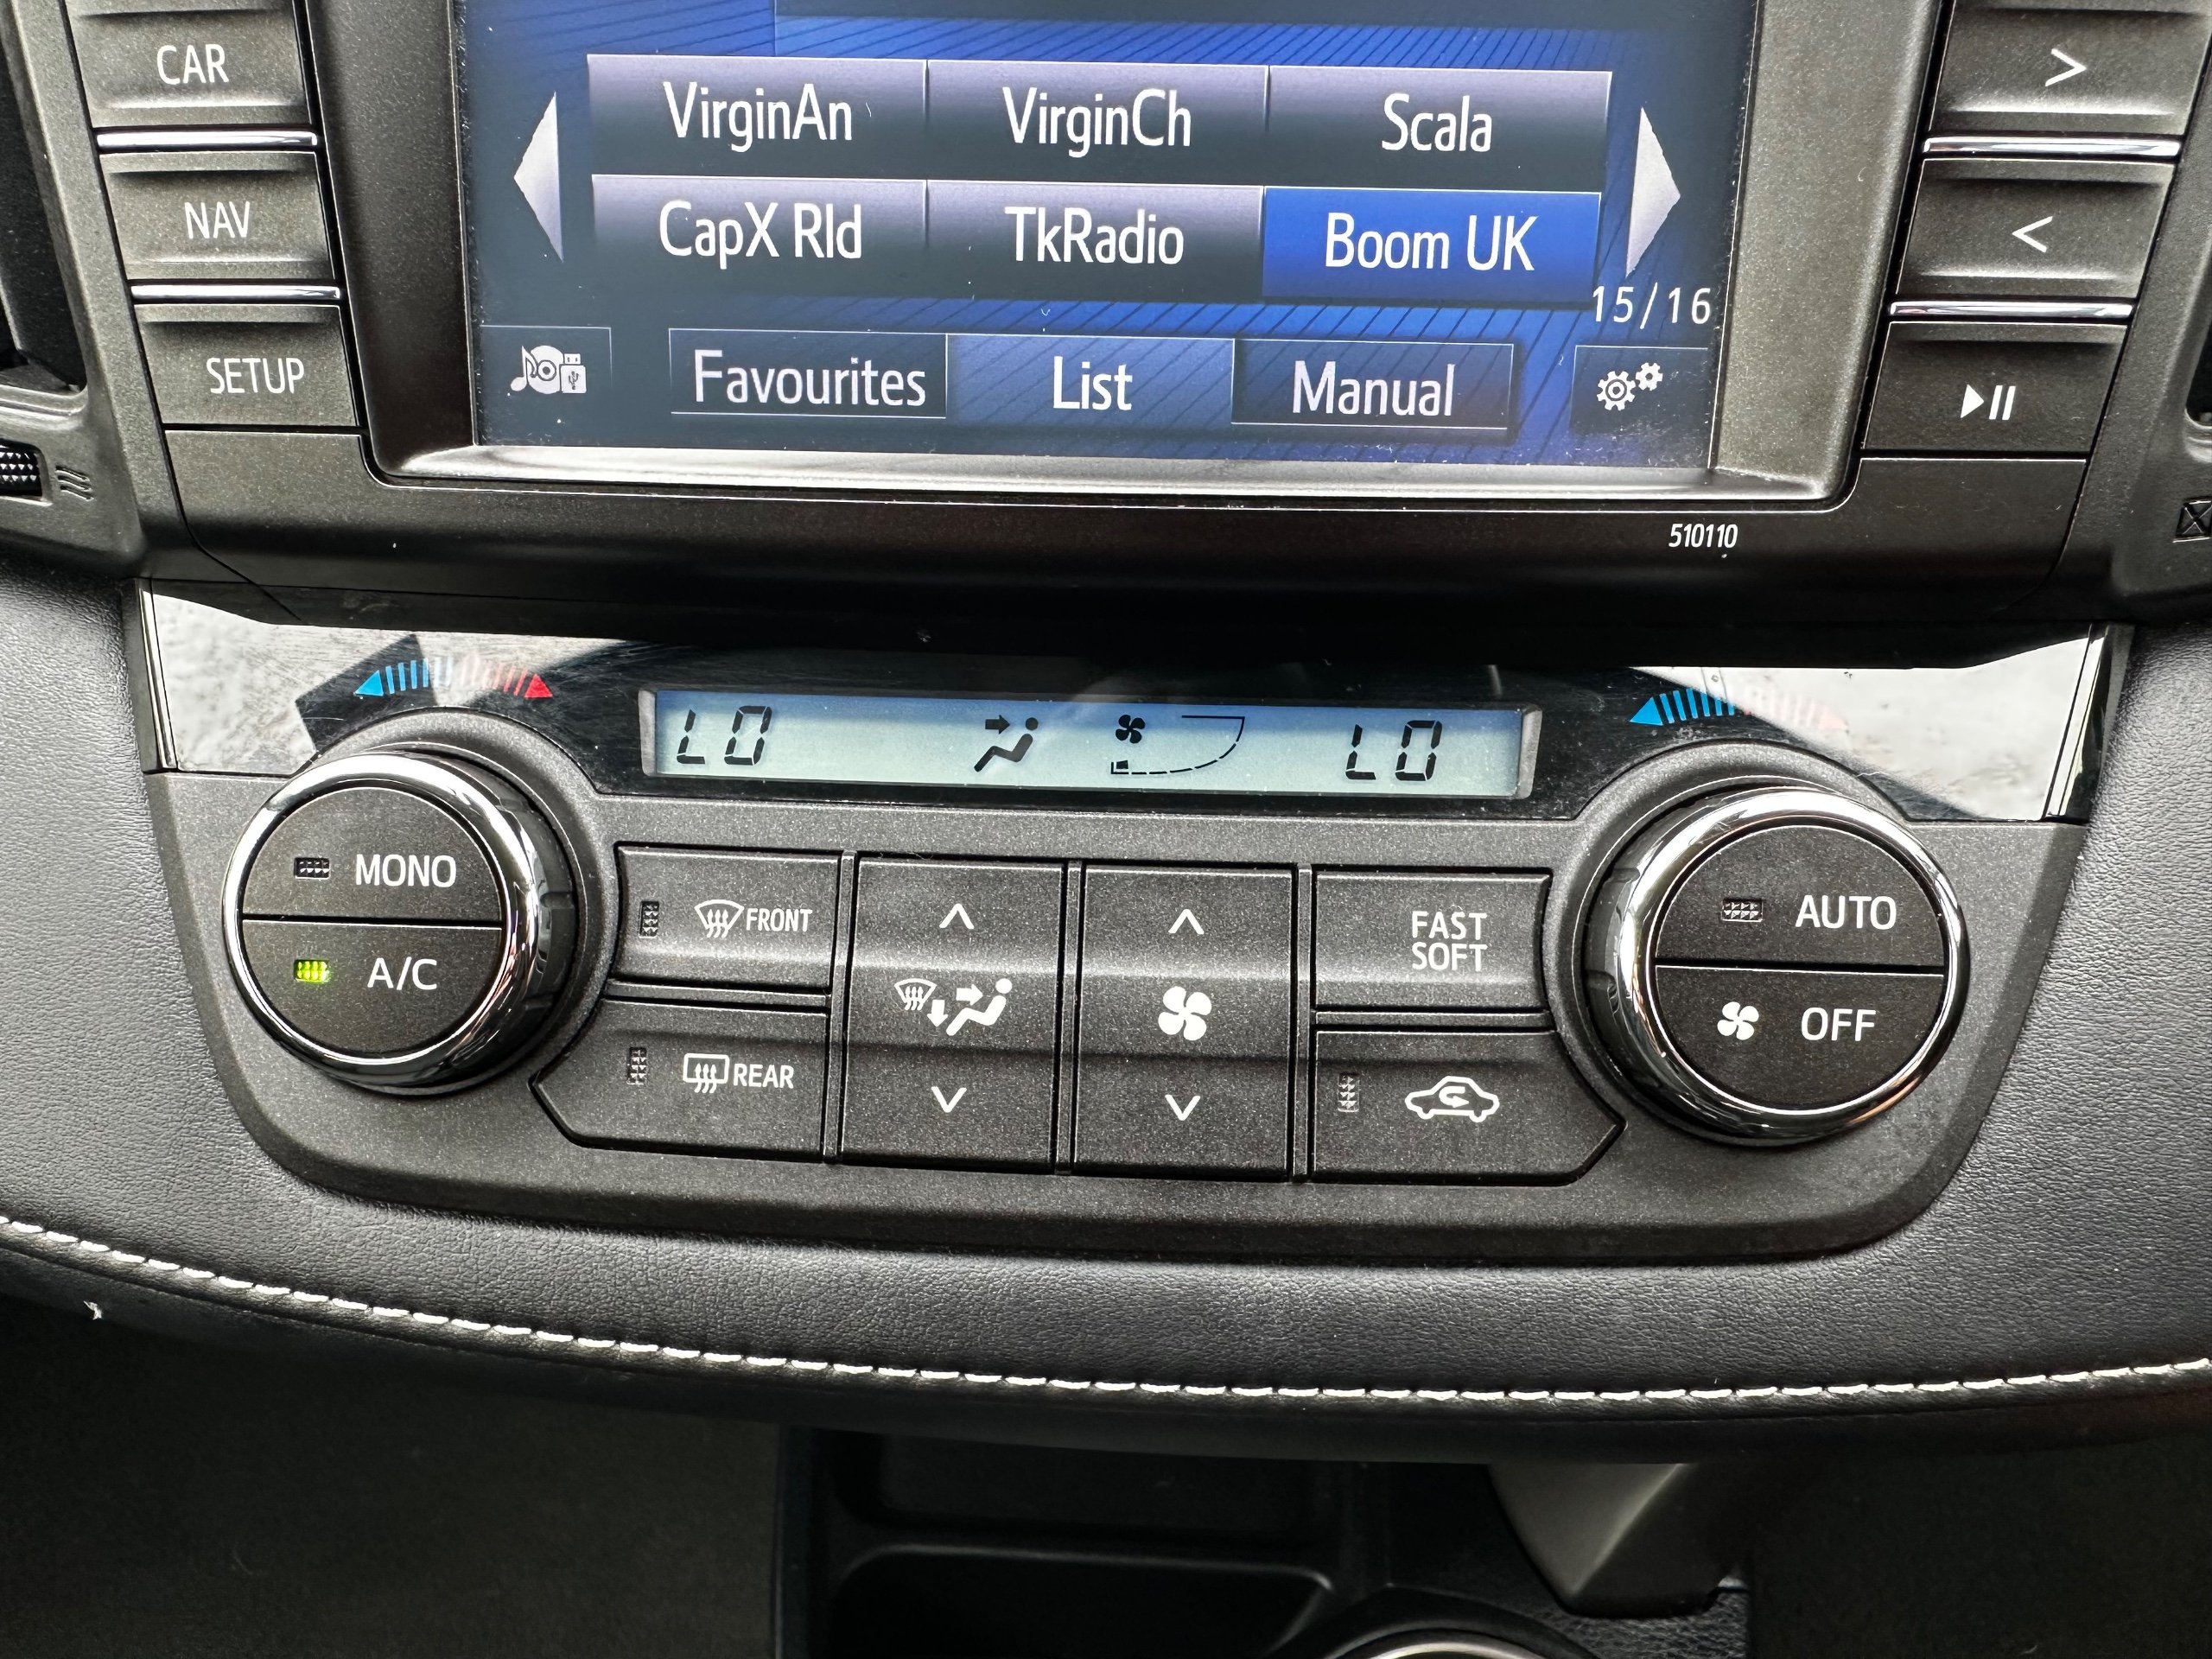 CAR
>
VirginAn VirginCh Scala
NAV
<
CapX Rld TkRadio Boom UK
15/16
SETUP
Favourites List Manual
510110
LO LO
MONO
AUTO
FRONT
FAST
SOFT
A/C
OFF
REAR